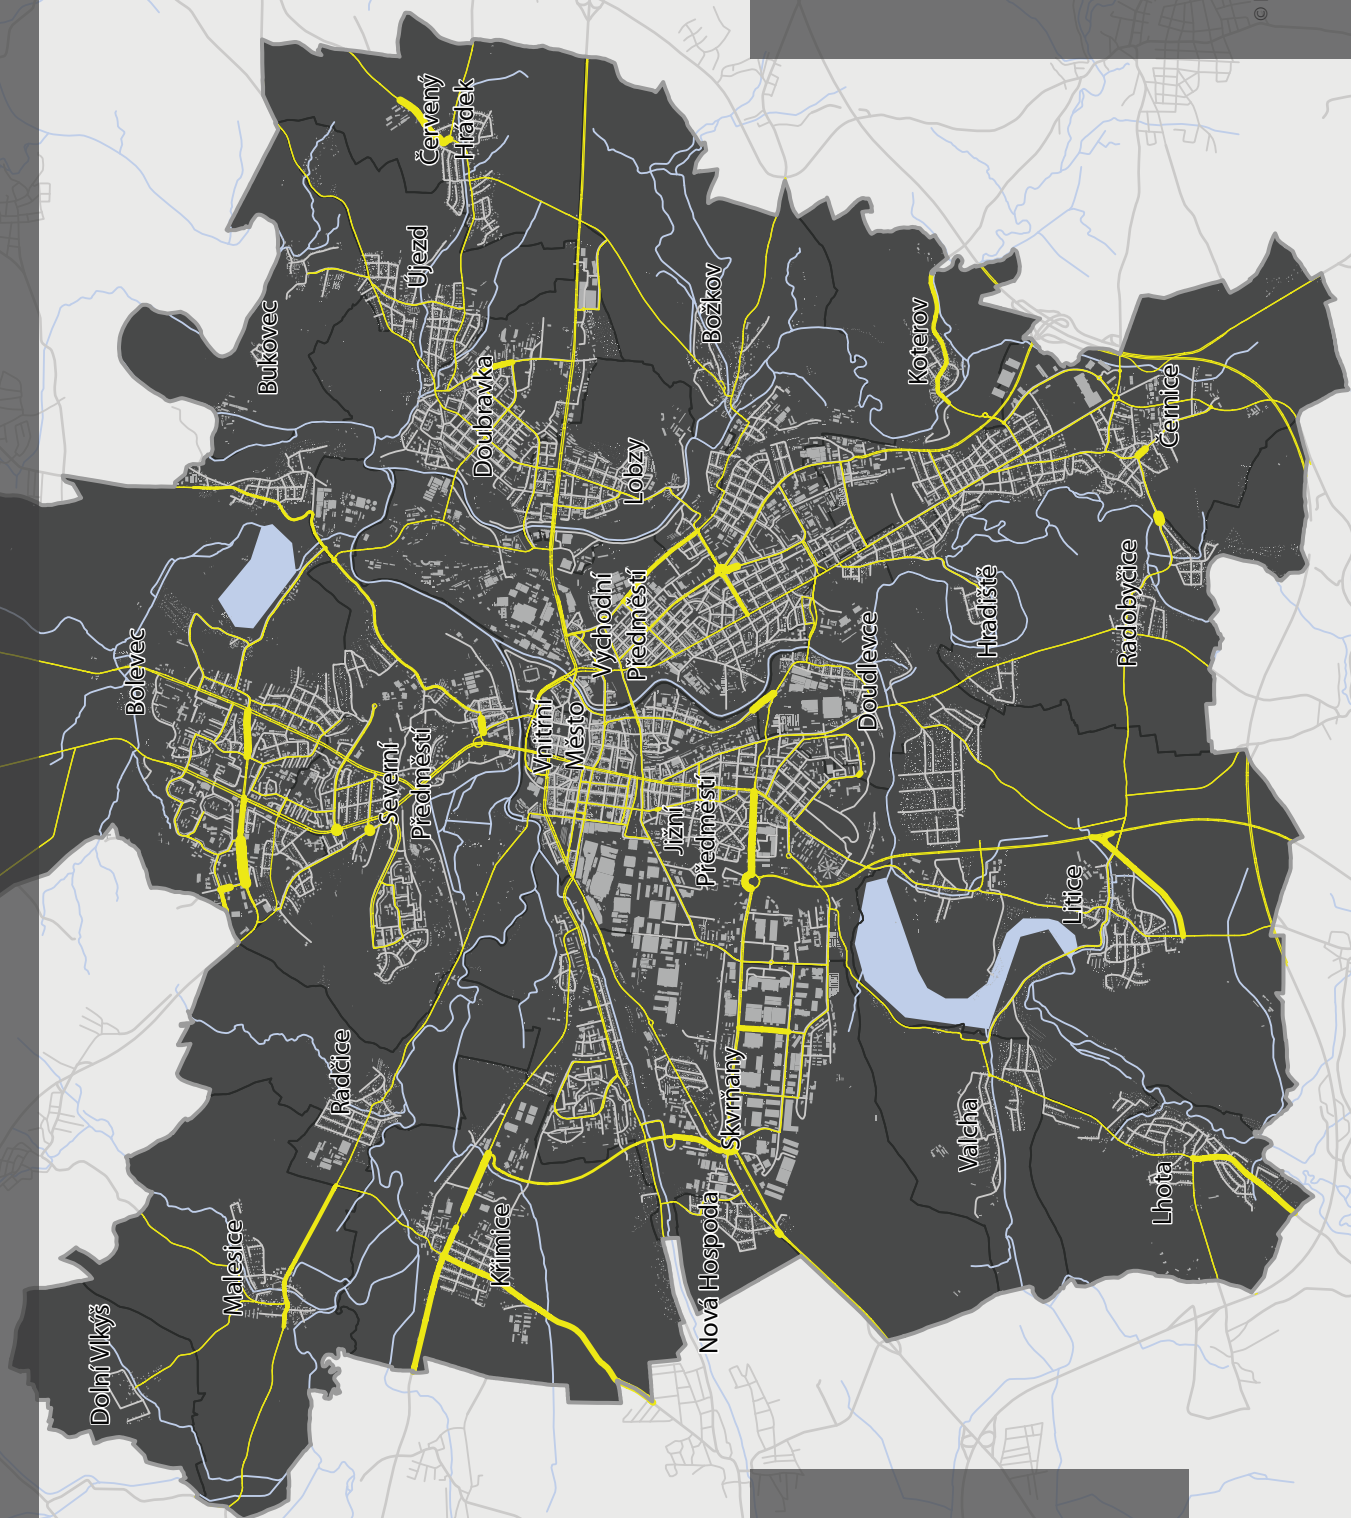 Dolní Vlkýš
Bolevec
Malesice
Bukovec
Radčice
Severní
Předměstí
Újezd
Červený
Hrádek
Doubravka
Křimice
Vnitřní
Město
Východní
Předměstí
Lobzy
Jižní
Předměstí
Nová Hospoda
Božkov
Skvrňany
Doudlevce
Koterov
Valcha
Hradiště
Litice
Radobyčice
Lhota
Černice
©